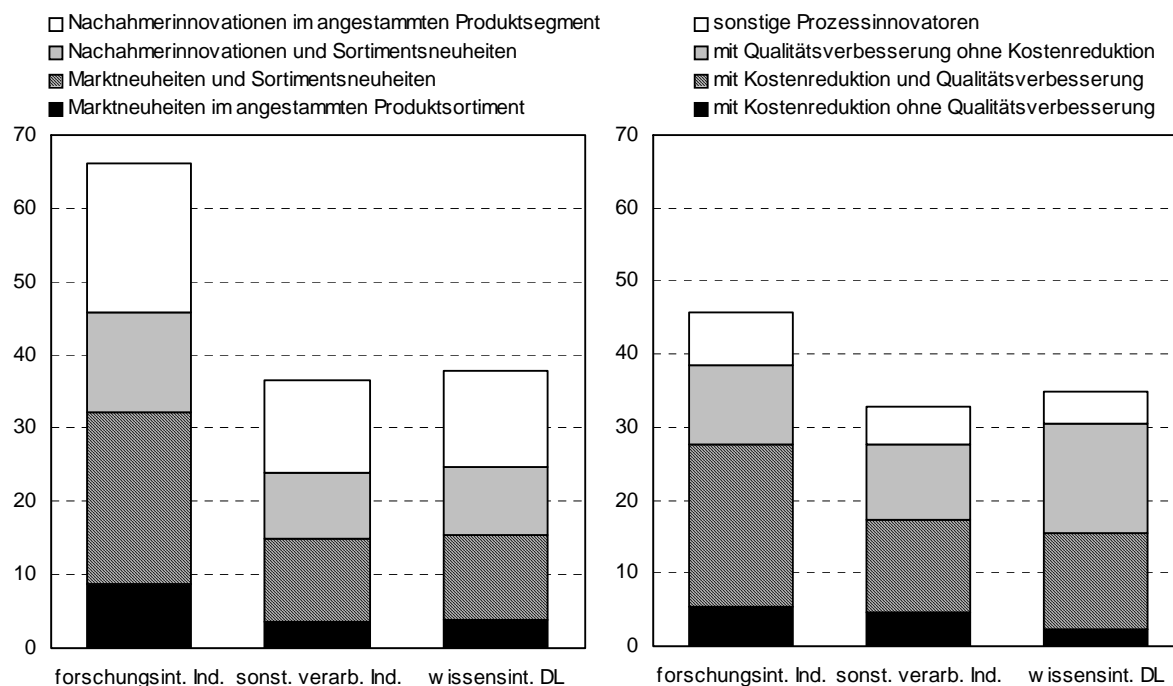 Nachahmerinnovationen im angestammten Produktsegment
Nachahmerinnovationen und Sortimentsneuheiten
Marktneuheiten und Sortimentsneuheiten
Marktneuheiten im angestammten Produktsortiment
70
60
50
40
30
20
10
0
forschungsint. Ind. sonst. verarb. Ind. wissensint. DL
sonstige Prozessinnovatoren
mit Qualitätsverbesserung ohne Kostenreduktion
mit Kostenreduktion und Qualitätsverbesserung
mit Kostenreduktion ohne Qualitätsverbesserung
70
60
50
40
30
20
10
0
forschungsint. Ind. sonst. verarb. Ind. wissensint. DL